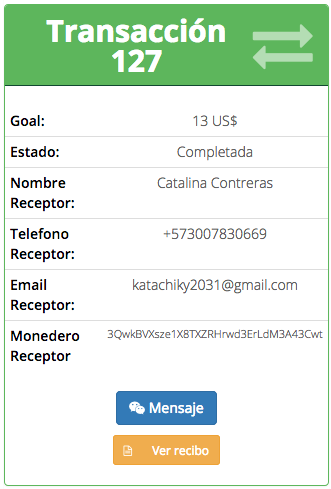 Transacción
127
Goal: 13 US$
Estado: Completada
Nombre Catalina Contreras
Receptor:
Telefono +573007830669
Receptor:
Email katachiky2031@gmail.com
Receptor:
Monedero 3QwkBVXsze1X8TXZRHrwd3ErLdM3A43Cwt
Receptor
Mensaje
Ver recibo